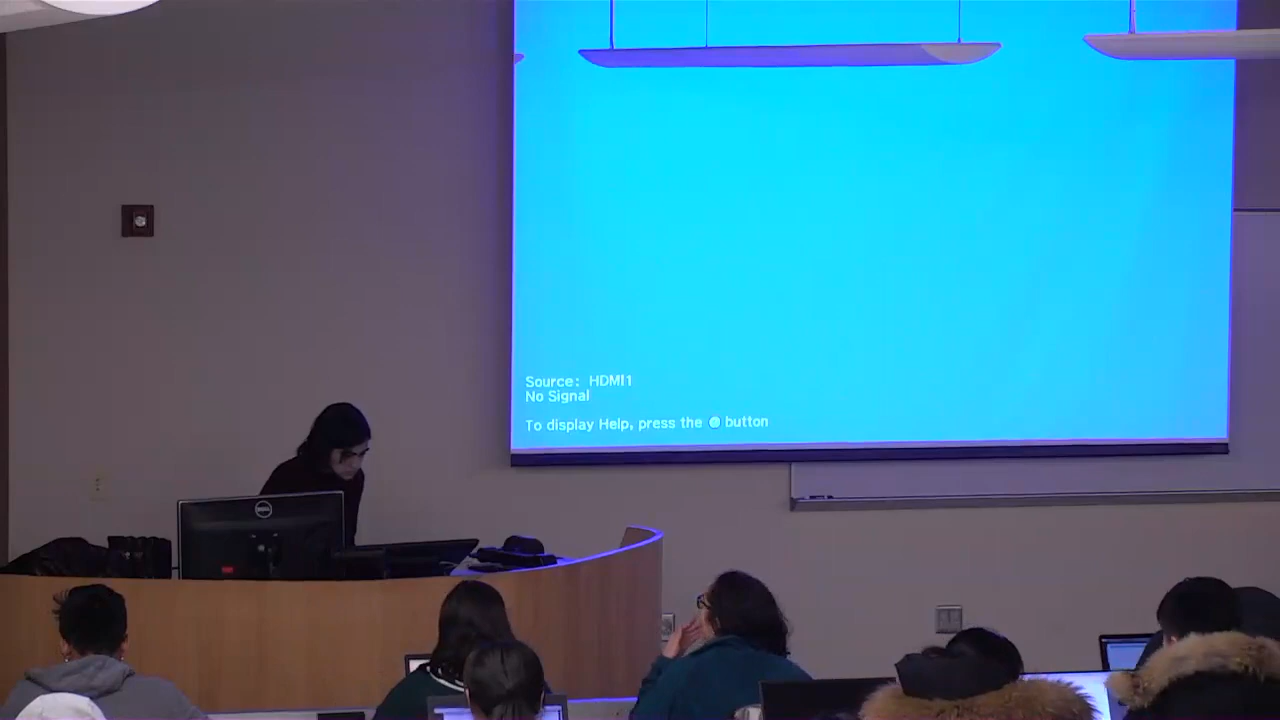 Source: HDMI1
No Signal
To display Help, press the button
DELL